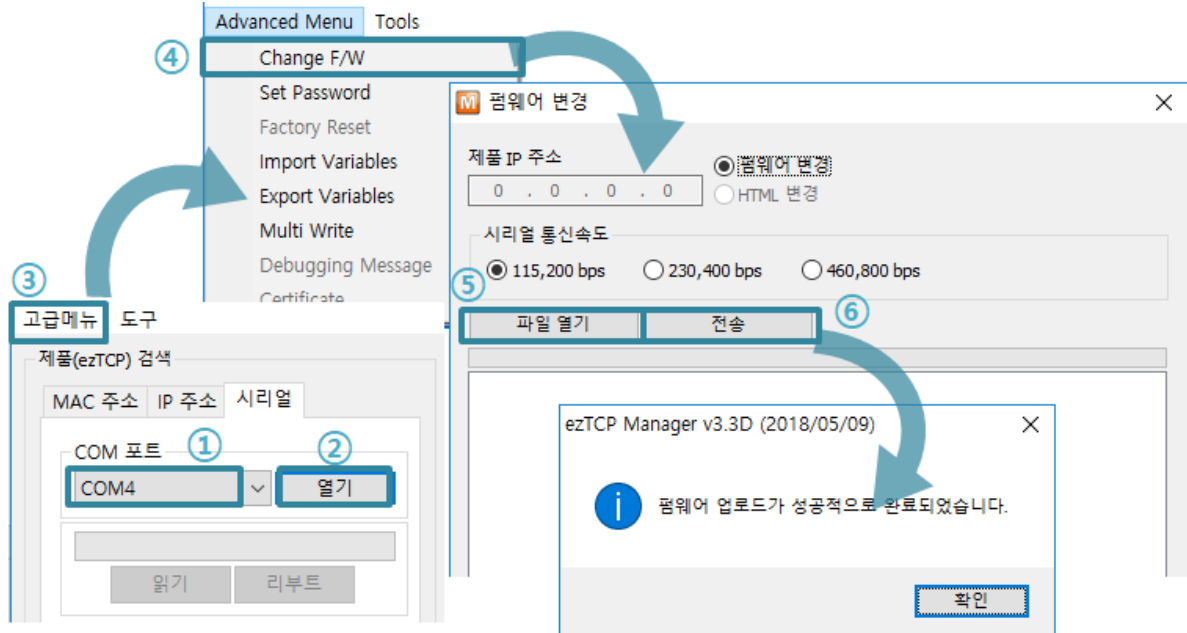 Advanced Menu Tools
④ Change F/W
Set Password
Factory Reset
Import Variables
Export Variables
Multi Write
Debugging Message
Certificate
③
고급메뉴 도구
제품(ezTCP) 검색
MAC 주소 IP 주소 시리얼
COM 포트 ① ②
COM4 열기
읽기 리부트
M 펌웨어 변경
제품 IP 주소
펌웨어 변경
0 . 0 . 0 . 0
HTML 변경
시리얼 통신속도
115,200 bps 230,400 bps 460,800 bps
⑤ ⑥
파일 열기 전송
ezTCP Manager v3.3D (2018/05/09)
i 펌웨어 업로드가 성공적으로 완료되었습니다.
확인